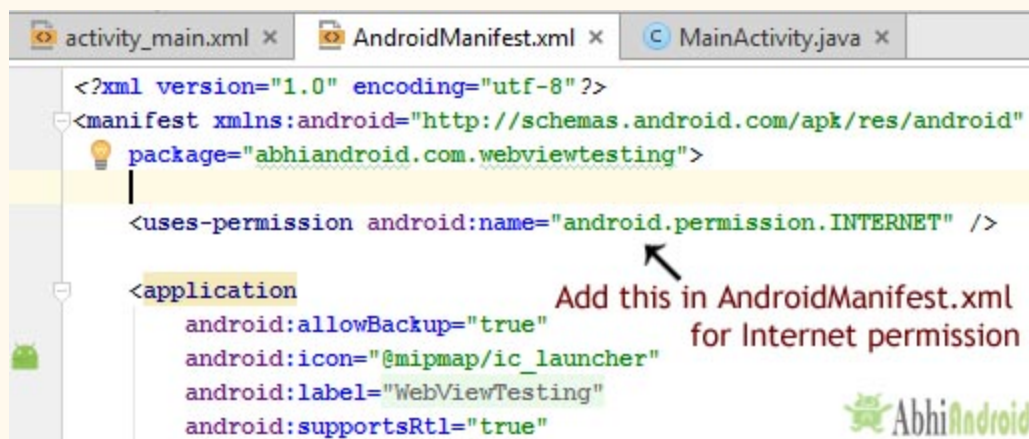 activity_main.xml × AndroidManifest.xml × C MainActivity.java ×
<?xml version="1.0" encoding="utf-8"?>
<manifest xmlns:android="http://schemas.android.com/apk/res/android"
package="abhiandroid.com.webviewtesting">
<uses-permission android:name="android.permission.INTERNET" />
<application
Add this in AndroidManifest.xml
for Internet permission
android:allowBackup="true"
android:icon="@mipmap/ic_launcher"
android:label="WebViewTesting"
android:supportsRtl="true"
AbhiAndroid